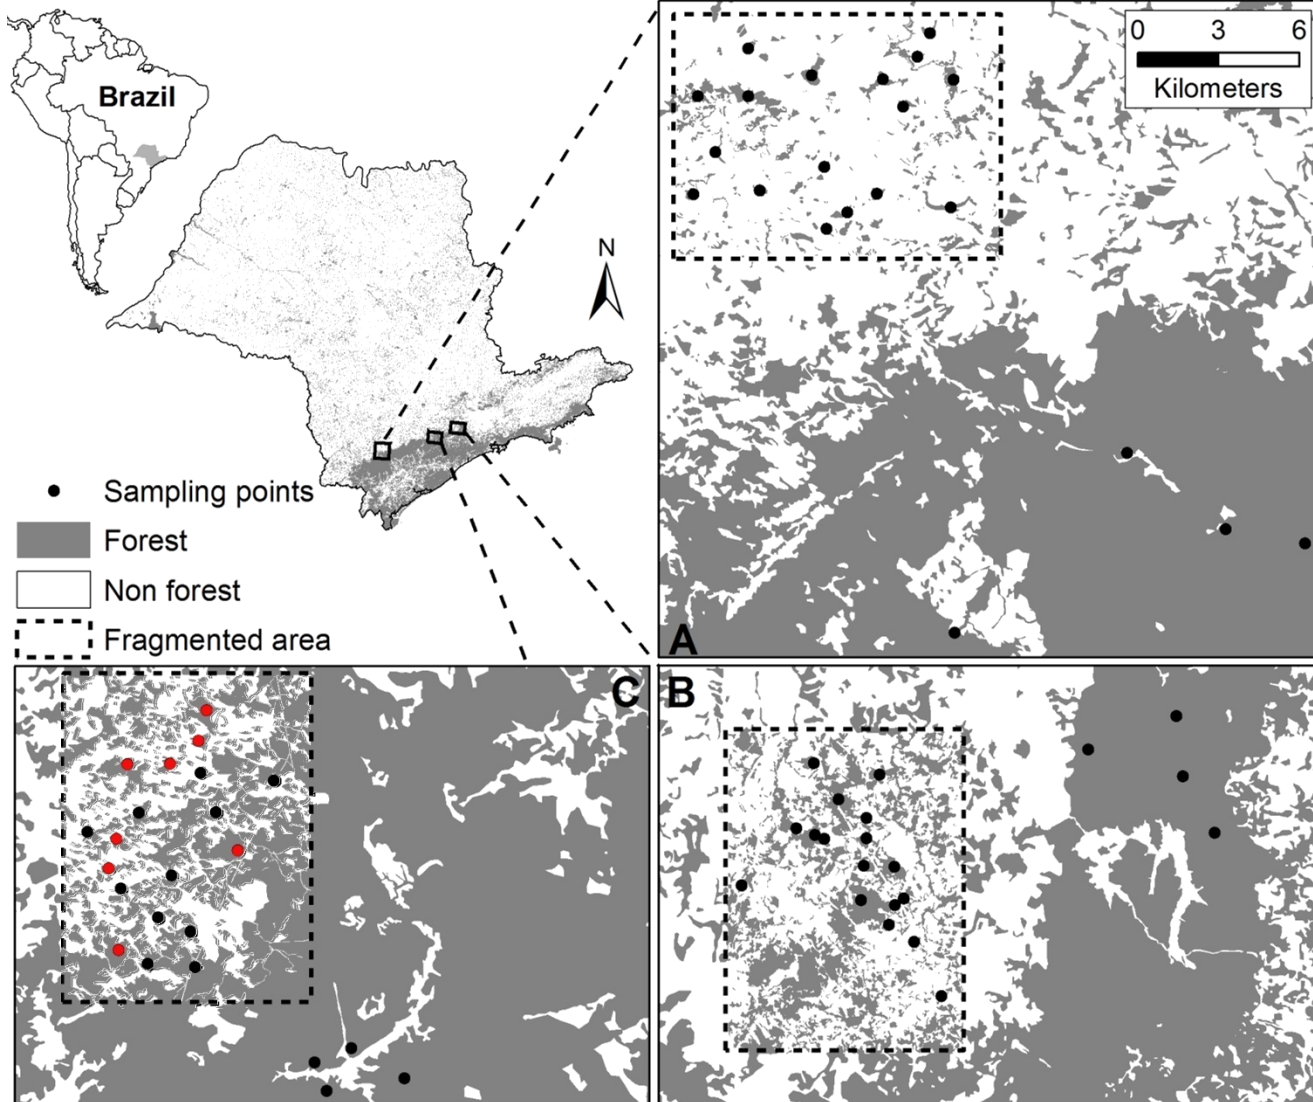 Brazil
N
Sampling points
Forest
Non forest
Fragmented area
0 3 6
Kilometers
A
C
B